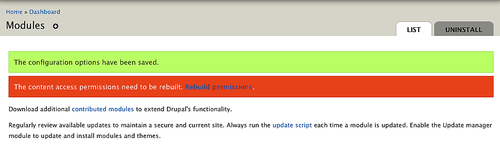 Home » Dashboard
Modules
LIST
UNINSTALL
The configuration options have been saved.
The content access permissions need to be rebuilt. Rebuild permissions.
Download additional contributed modules to extend Drupal's functionality.
Regularly review available updates to maintain a secure and current site. Always run the update script each time a module is updated. Enable the Update manager
module to update and install modules and themes.